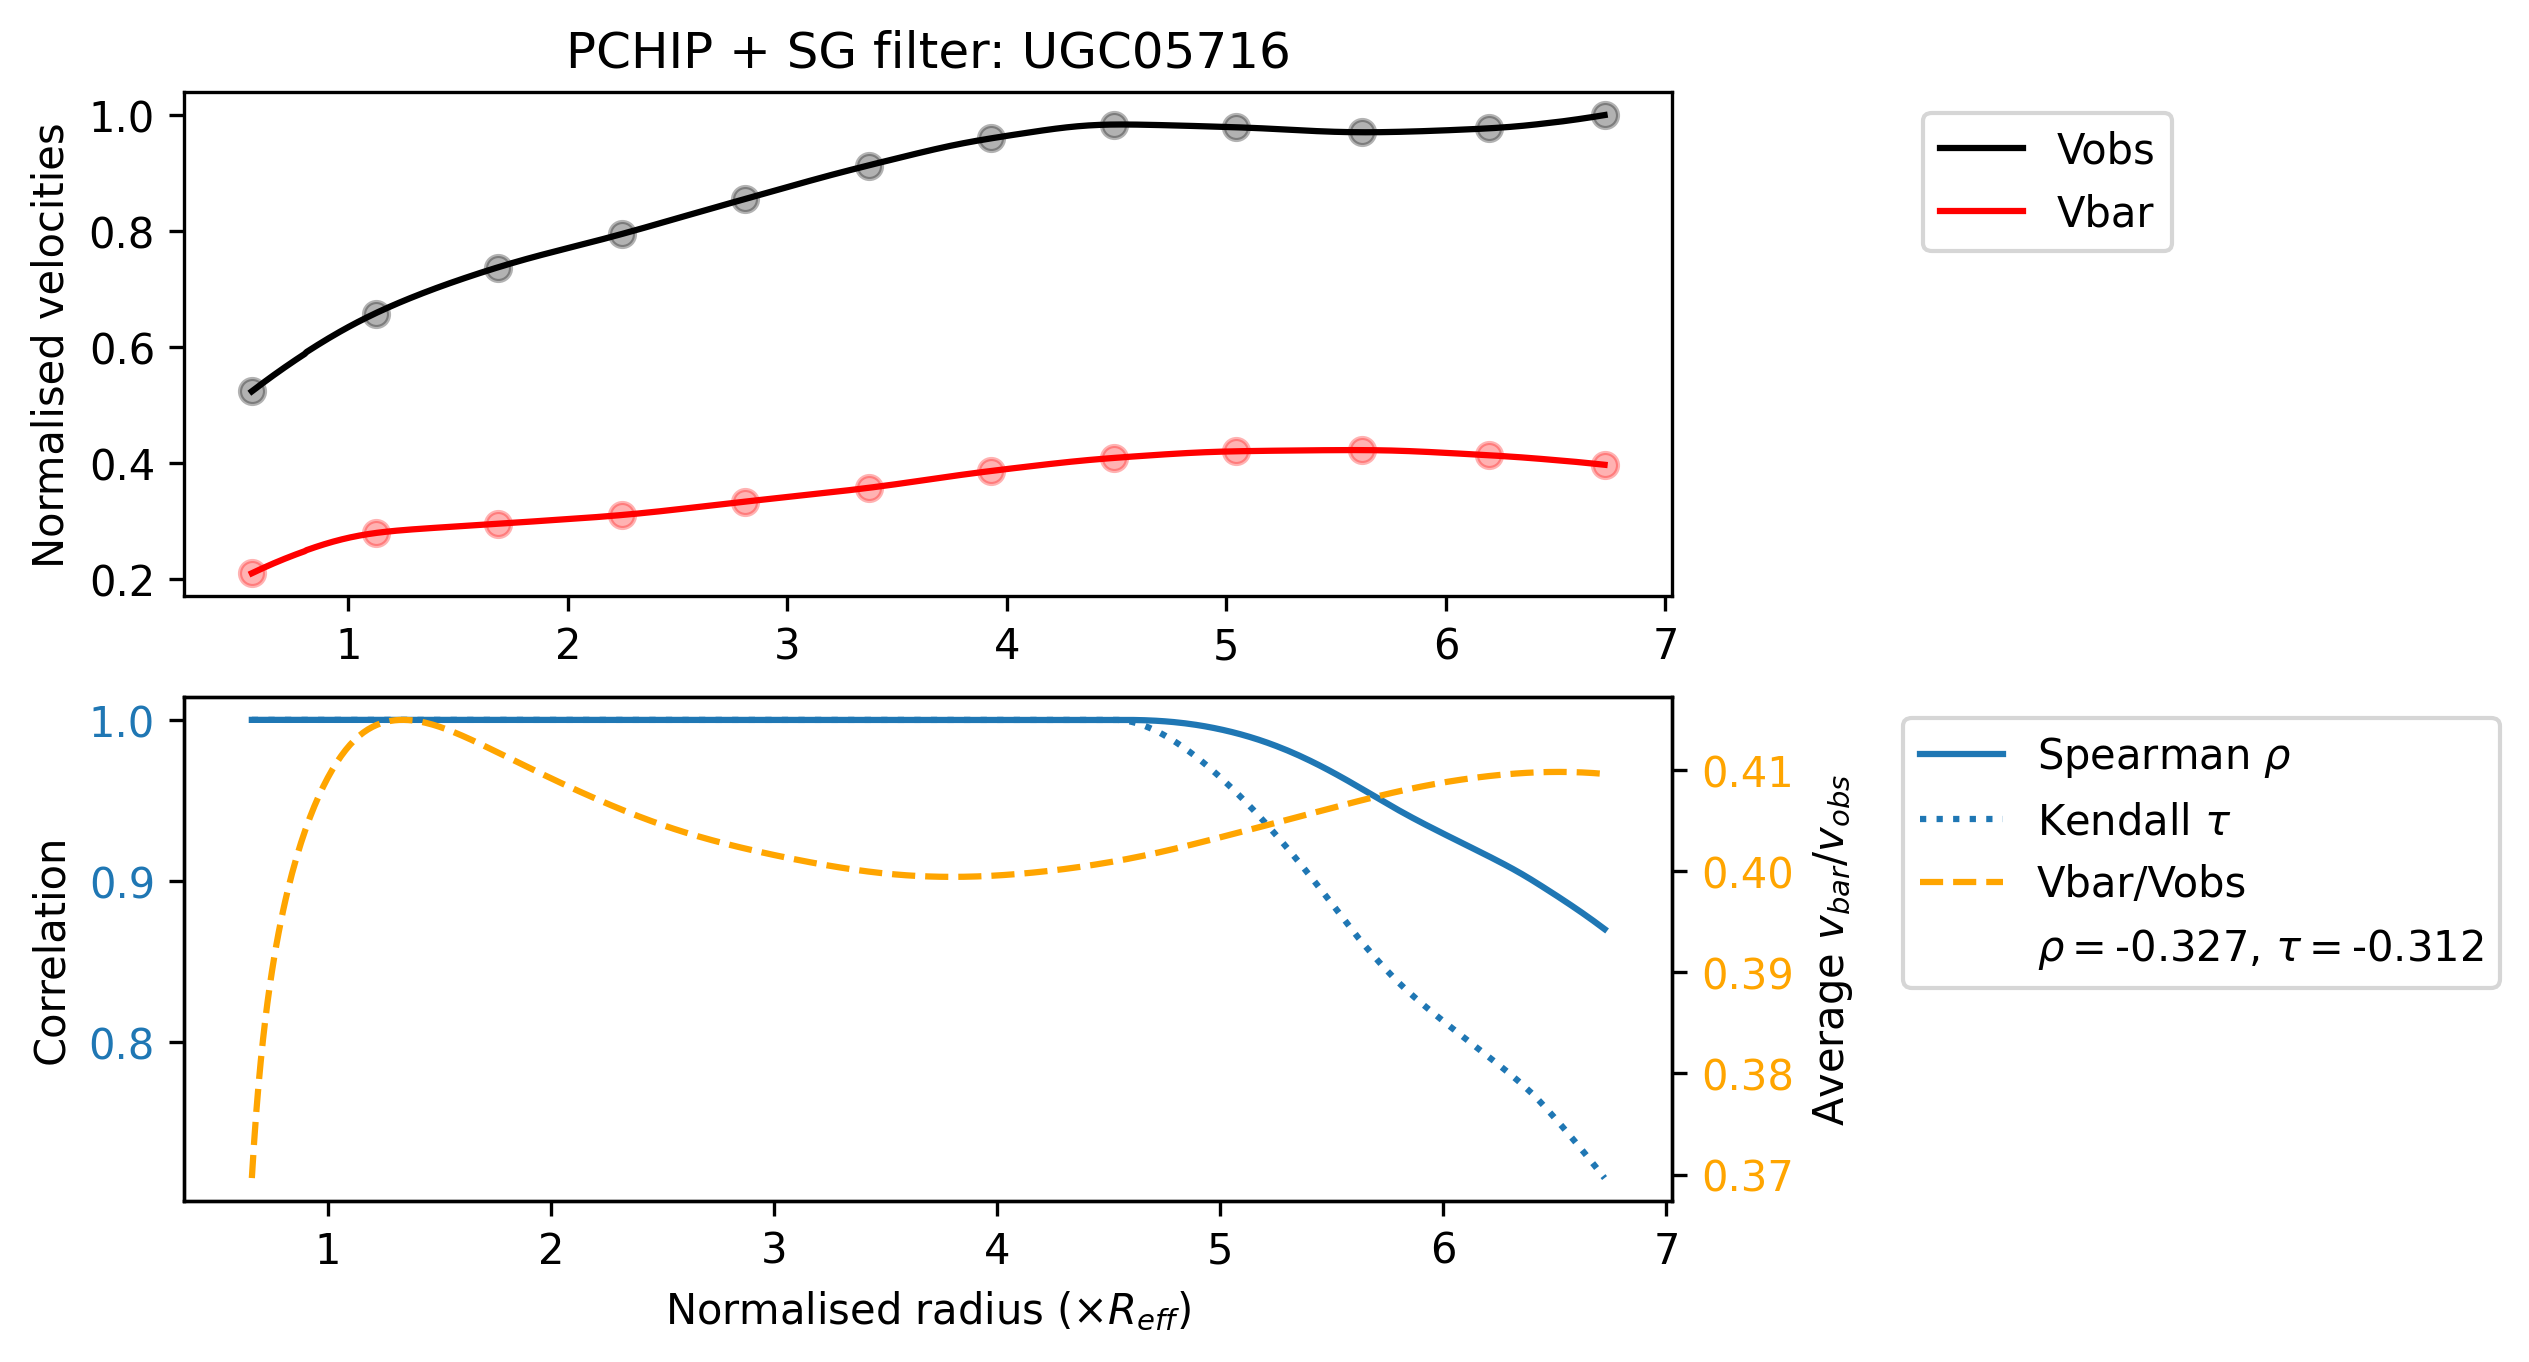 PCHIP + SG filter: UGC05716
Normalised velocities
1.0
0.8
0.6
0.4
0.2
1 2 3 4 5 6 7
Vobs
Vbar
Correlation
1.0
0.9
0.8
1 2 3 4 5 6 7
Normalised radius (×R_eff)
0.41
0.40
0.39
0.38
0.37
Average v_bar/v_obs
Spearman ρ
Kendall τ
Vbar/Vobs
ρ = -0.327, τ = -0.312